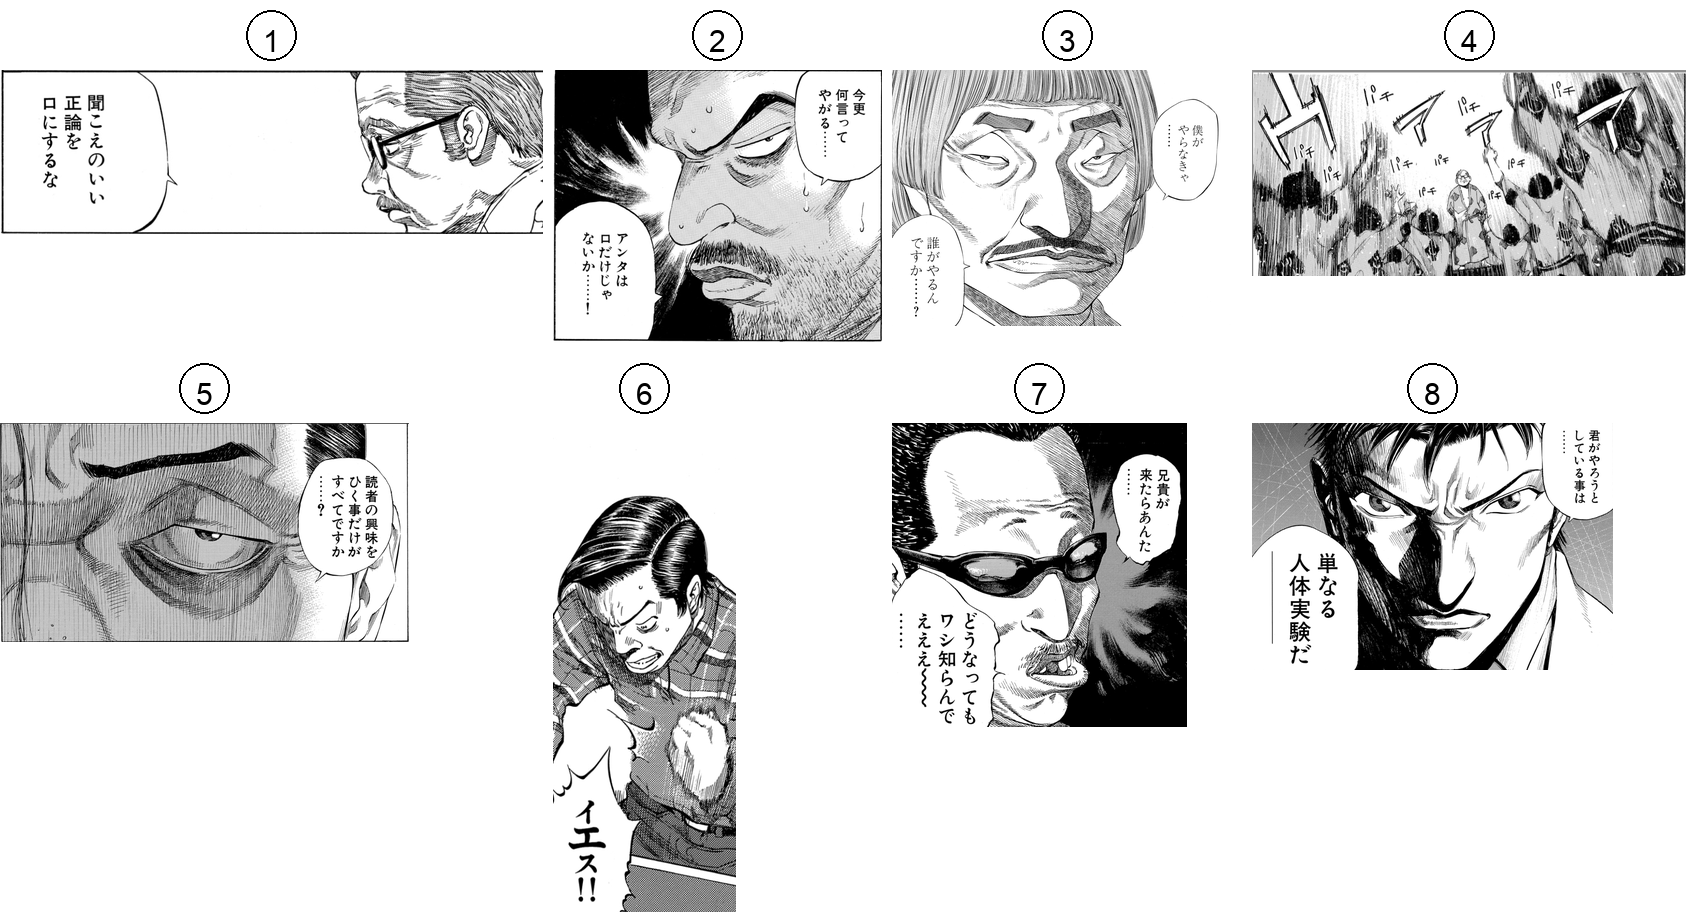 1
聞こえのいい
正論を
口にするな
2
今更
何言って
やがる……
アンタは
口だけじゃ
ないか……！
3
僕が
やらなきゃ
……
誰がやるん
ですか……？
4
パチ
パチ
パチ
パチ
パチ
パチ
パチ
パチ
パチ
5
読者の興味を
ひく事だけが
すべてですか
……？
6
イエス!!
7
兄貴が
来たらあんた
……
どうなっても
ワシ知らんで
えええ〜〜〜
……
8
君がやろうと
している事は
……
単なる
人体実験だ